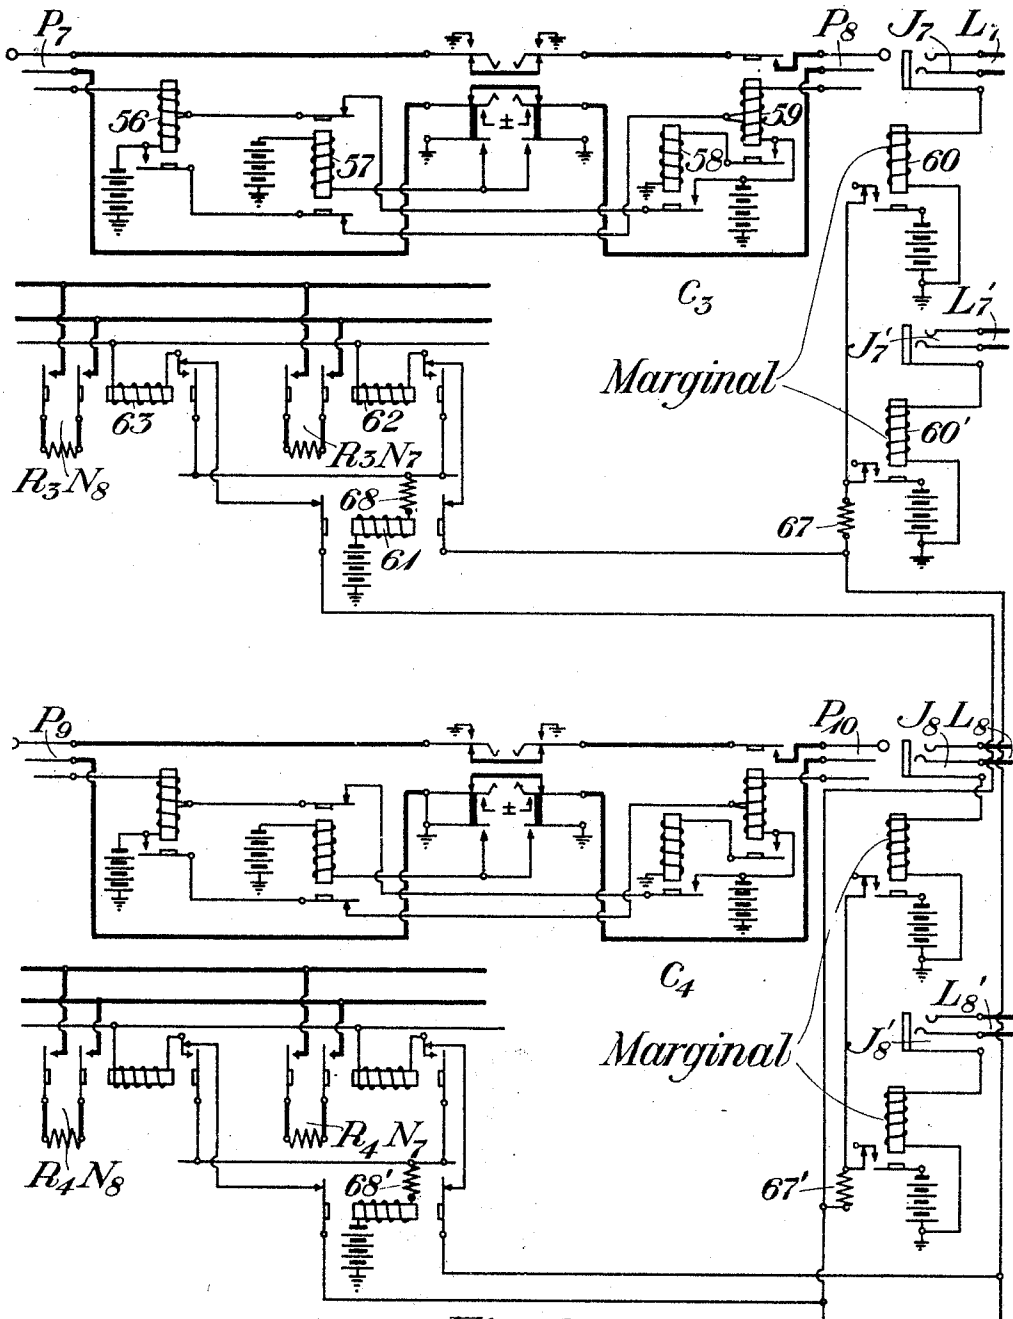 P7
P8
J7
L7
56
57
58
59
60
±
C3
L7'
J7'
Marginal
60'
63
62
R3N8
R3N7
68
61
67
P9
P10
J8
L8
±
C4
L8'
J8'
Marginal
R4N8
R4N7
68'
67'